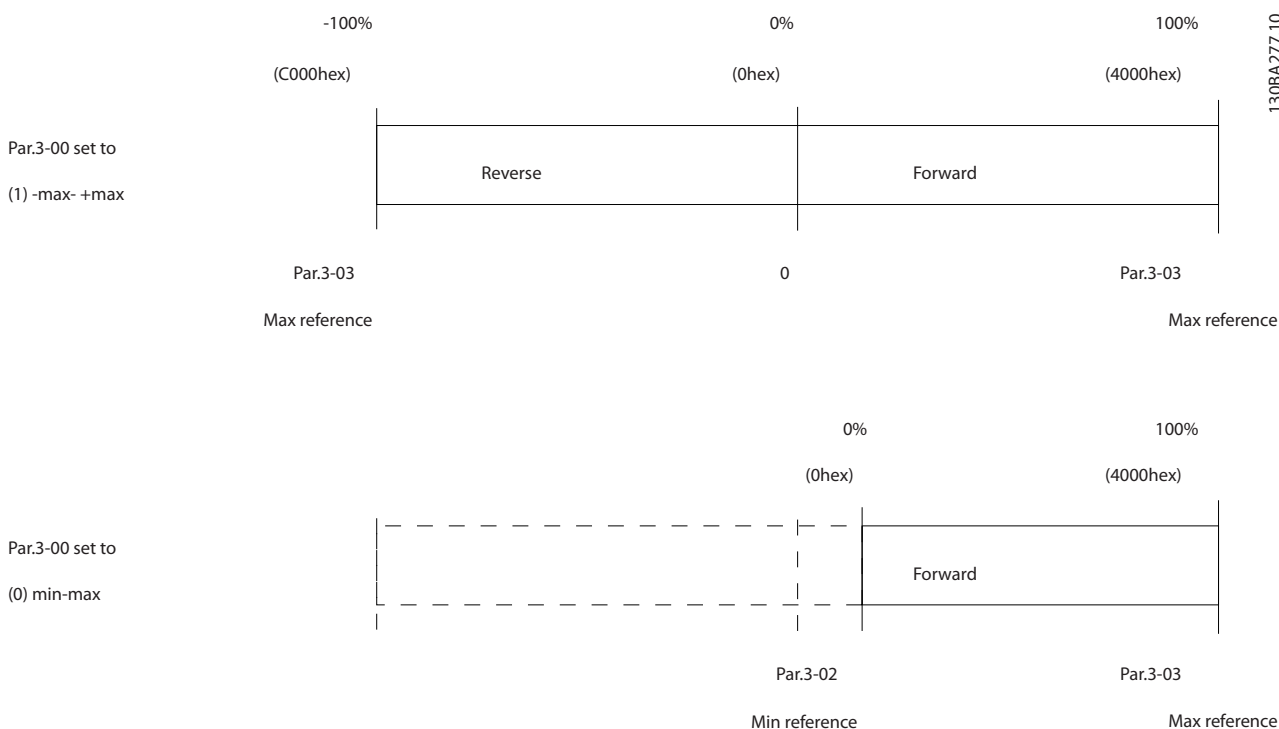 -100% 0% 100%
(C000hex) (0hex) (4000hex)
130BA277.10
Par.3-00 set to
(1) -max- +max
Reverse Forward
Par.3-03 0 Par.3-03
Max reference Max reference
0% 100%
(0hex) (4000hex)
Par.3-00 set to
(0) min-max
Forward
Par.3-02 Par.3-03
Min reference Max reference